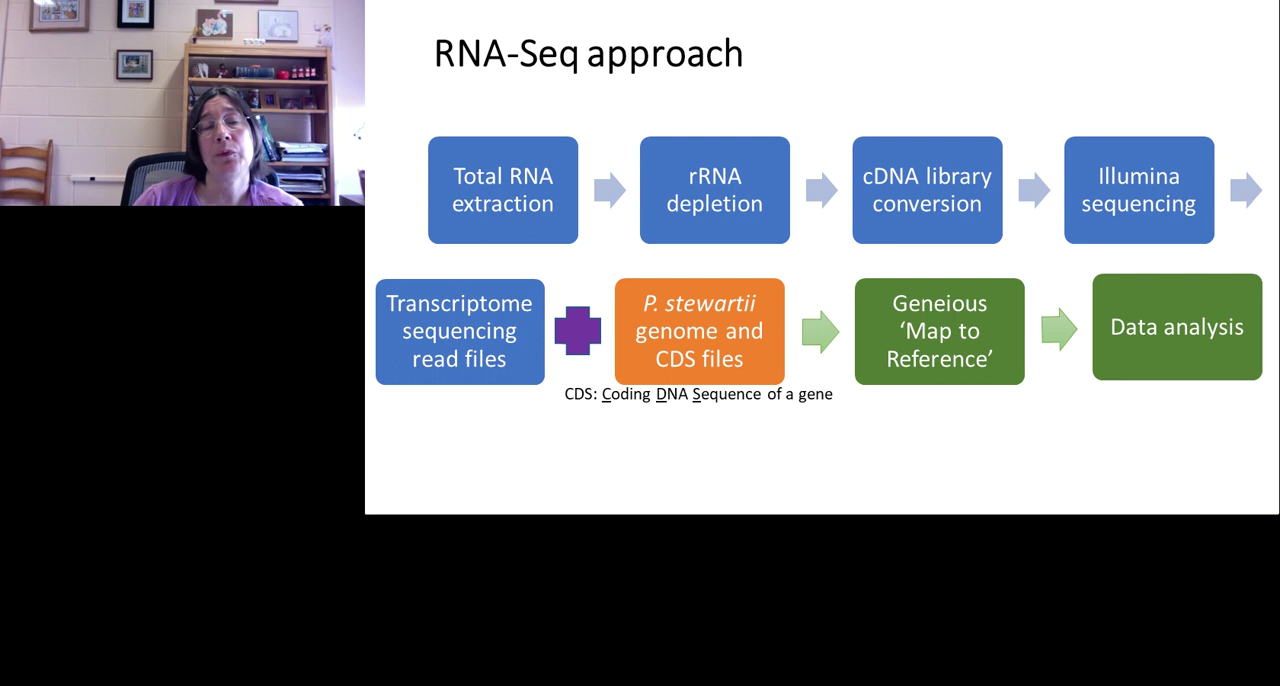 RNA-Seq approach
Total RNA
extraction
rRNA
depletion
cDNA library
conversion
Illumina
sequencing
Transcriptome
sequencing
read files
P. stewartii
genome and
CDS files
Geneious
‘Map to
Reference’
Data analysis
CDS: Coding DNA Sequence of a gene